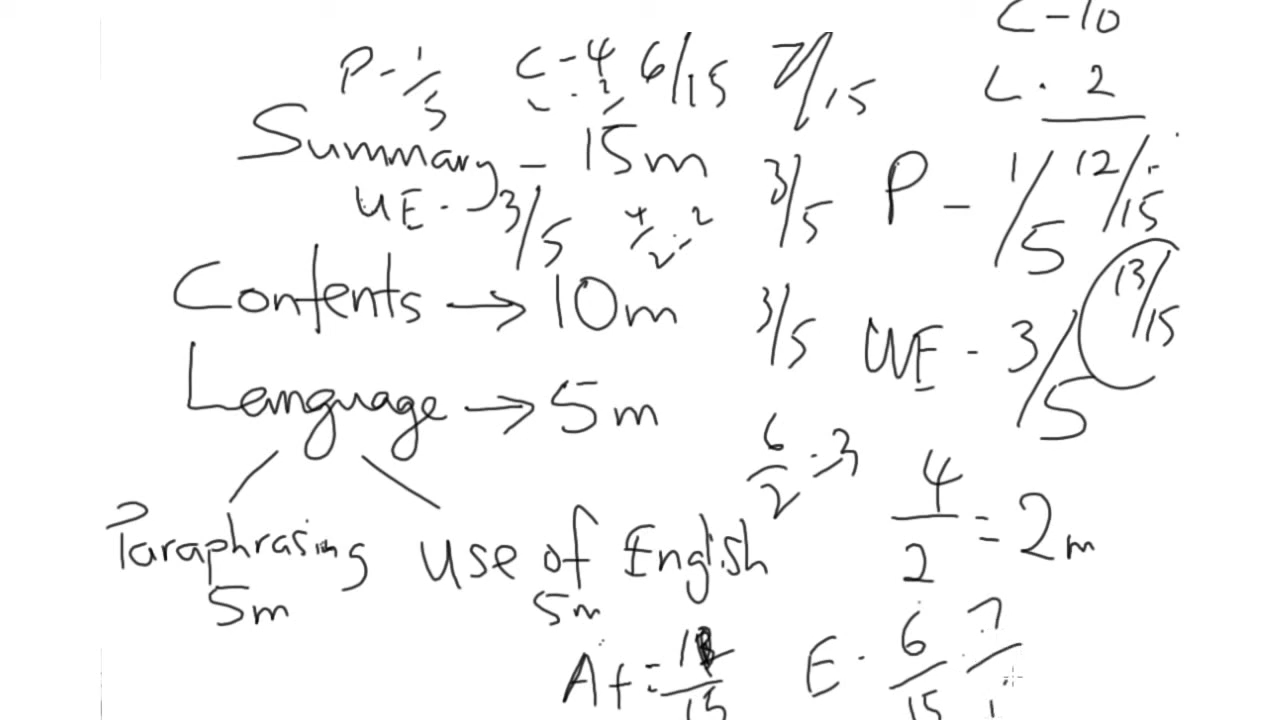 C - 10
P - 1/5 C - 4 6/15 7/15 L . 2
Summary - 15m 3/5 P - 1/5 12/15
UE - 3/5 4/2 . 2
13/15
Contents → 10m 3/5 UE - 3/5
Language → 5m
6/2 - 3 4/2 = 2m
Paraphrasing Use of English
5m 5m
A + = /15 E - 6/15 . 7/